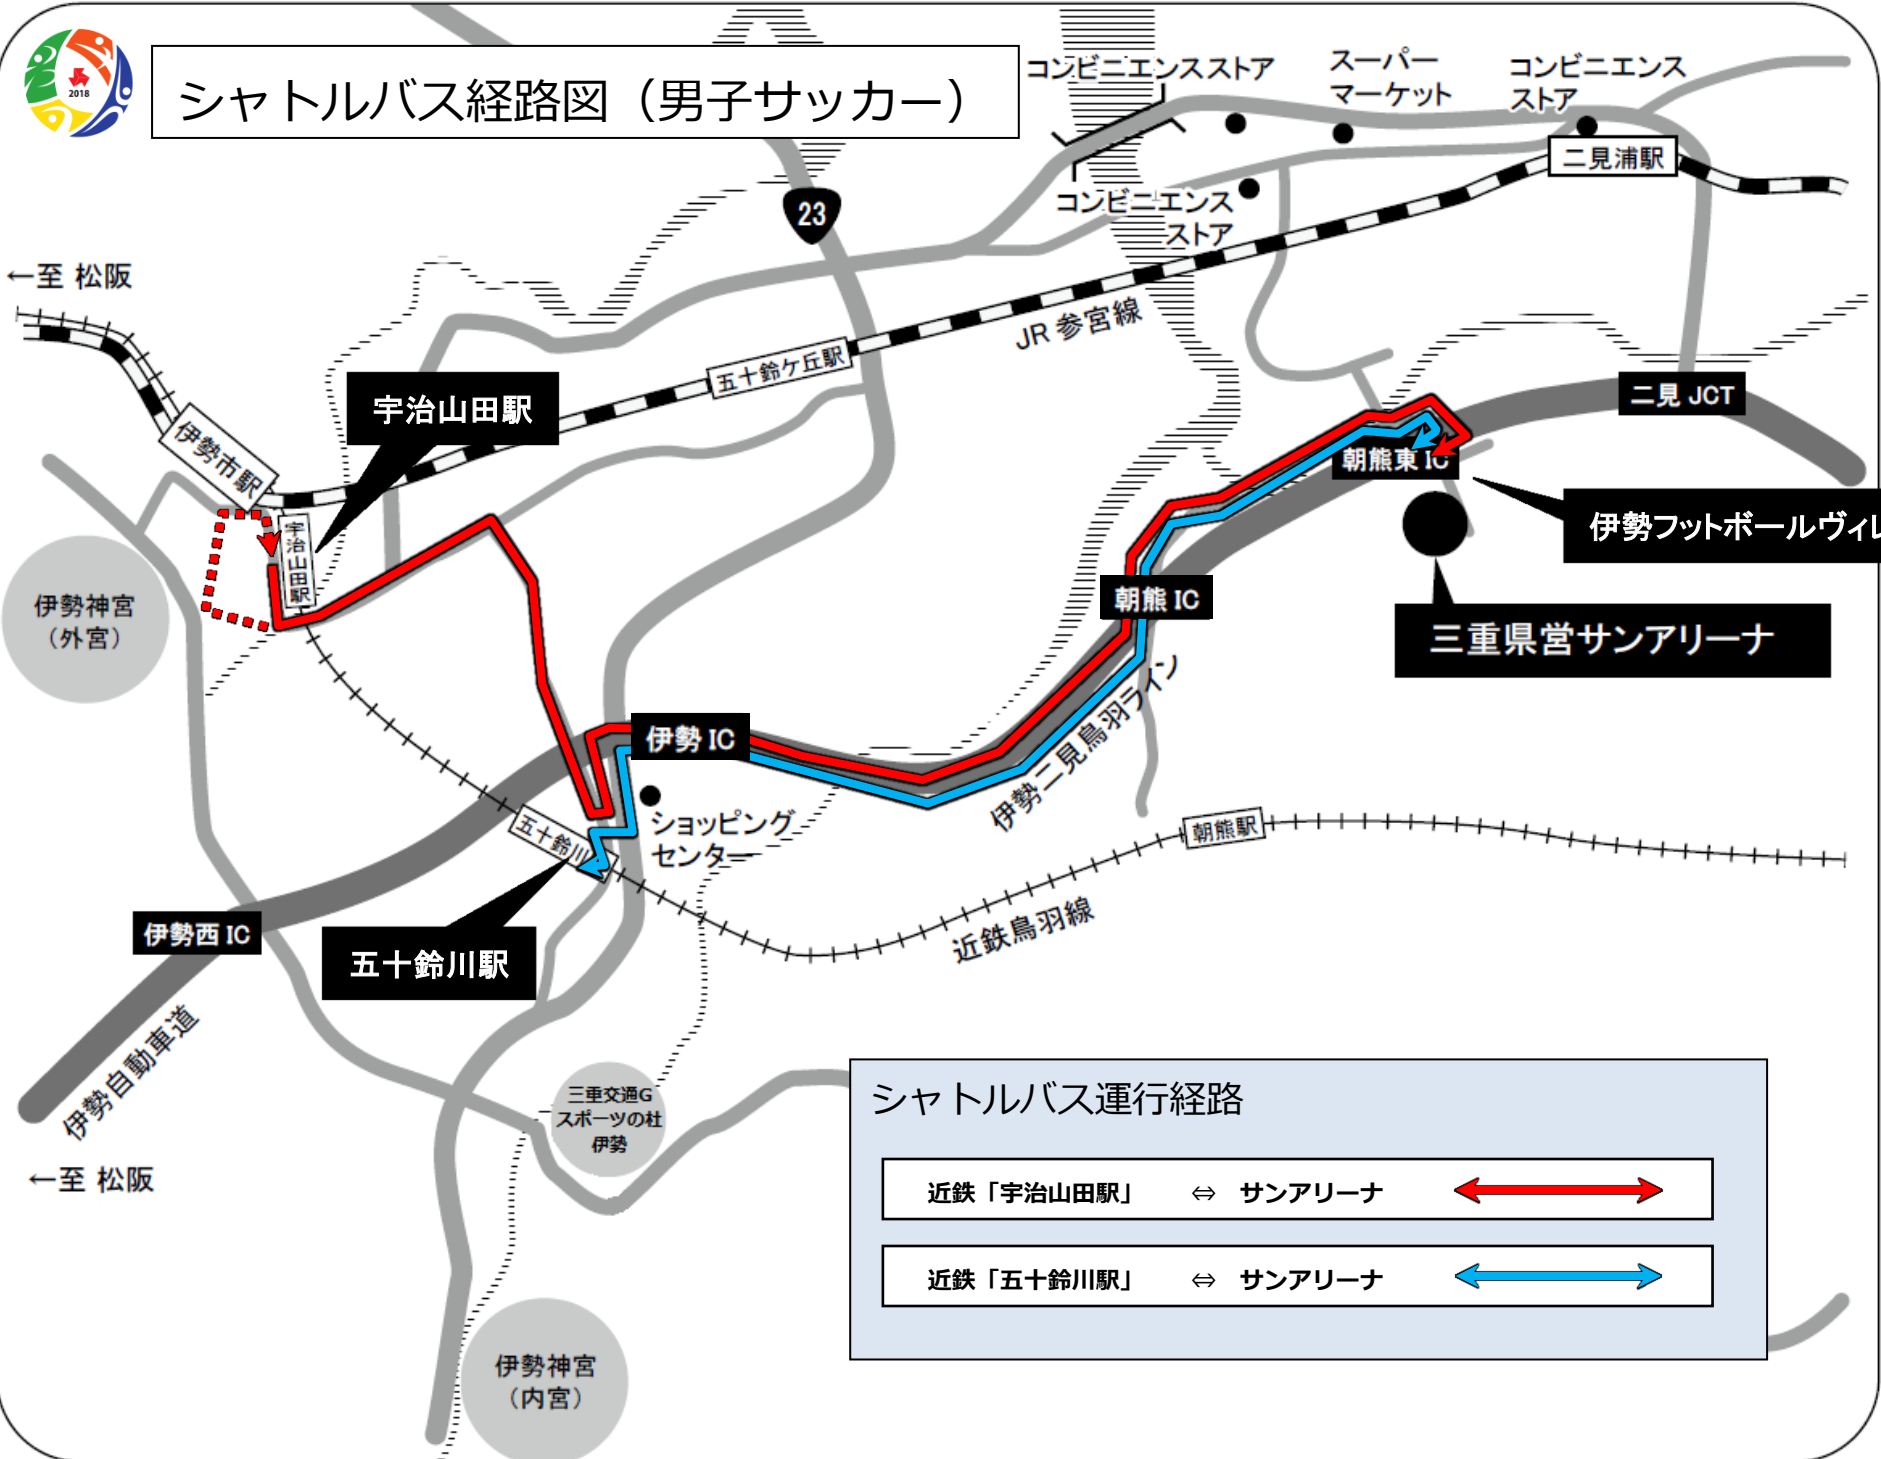 2018
シャトルバス経路図（男子サッカー）
コンビニエンスストア
スーパー
マーケット
コンビニエンス
ストア
二見浦駅
23
コンビニエンス
ストア
←至 松阪
JR 参宮線
五十鈴ケ丘駅
二見 JCT
宇治山田駅
伊勢市駅
朝熊東 IC
宇治山田駅
伊勢フットボールヴィレ
伊勢神宮
（外宮）
朝熊 IC
三重県営サンアリーナ
伊勢 IC
伊勢二見鳥羽ライン
ショッピング
センター
五十鈴川
朝熊駅
伊勢西 IC
五十鈴川駅
近鉄鳥羽線
伊勢自動車道
←至 松阪
三重交通G
スポーツの杜
伊勢
シャトルバス運行経路
近鉄「宇治山田駅」 ⇔ サンアリーナ
近鉄「五十鈴川駅」 ⇔ サンアリーナ
伊勢神宮
（内宮）